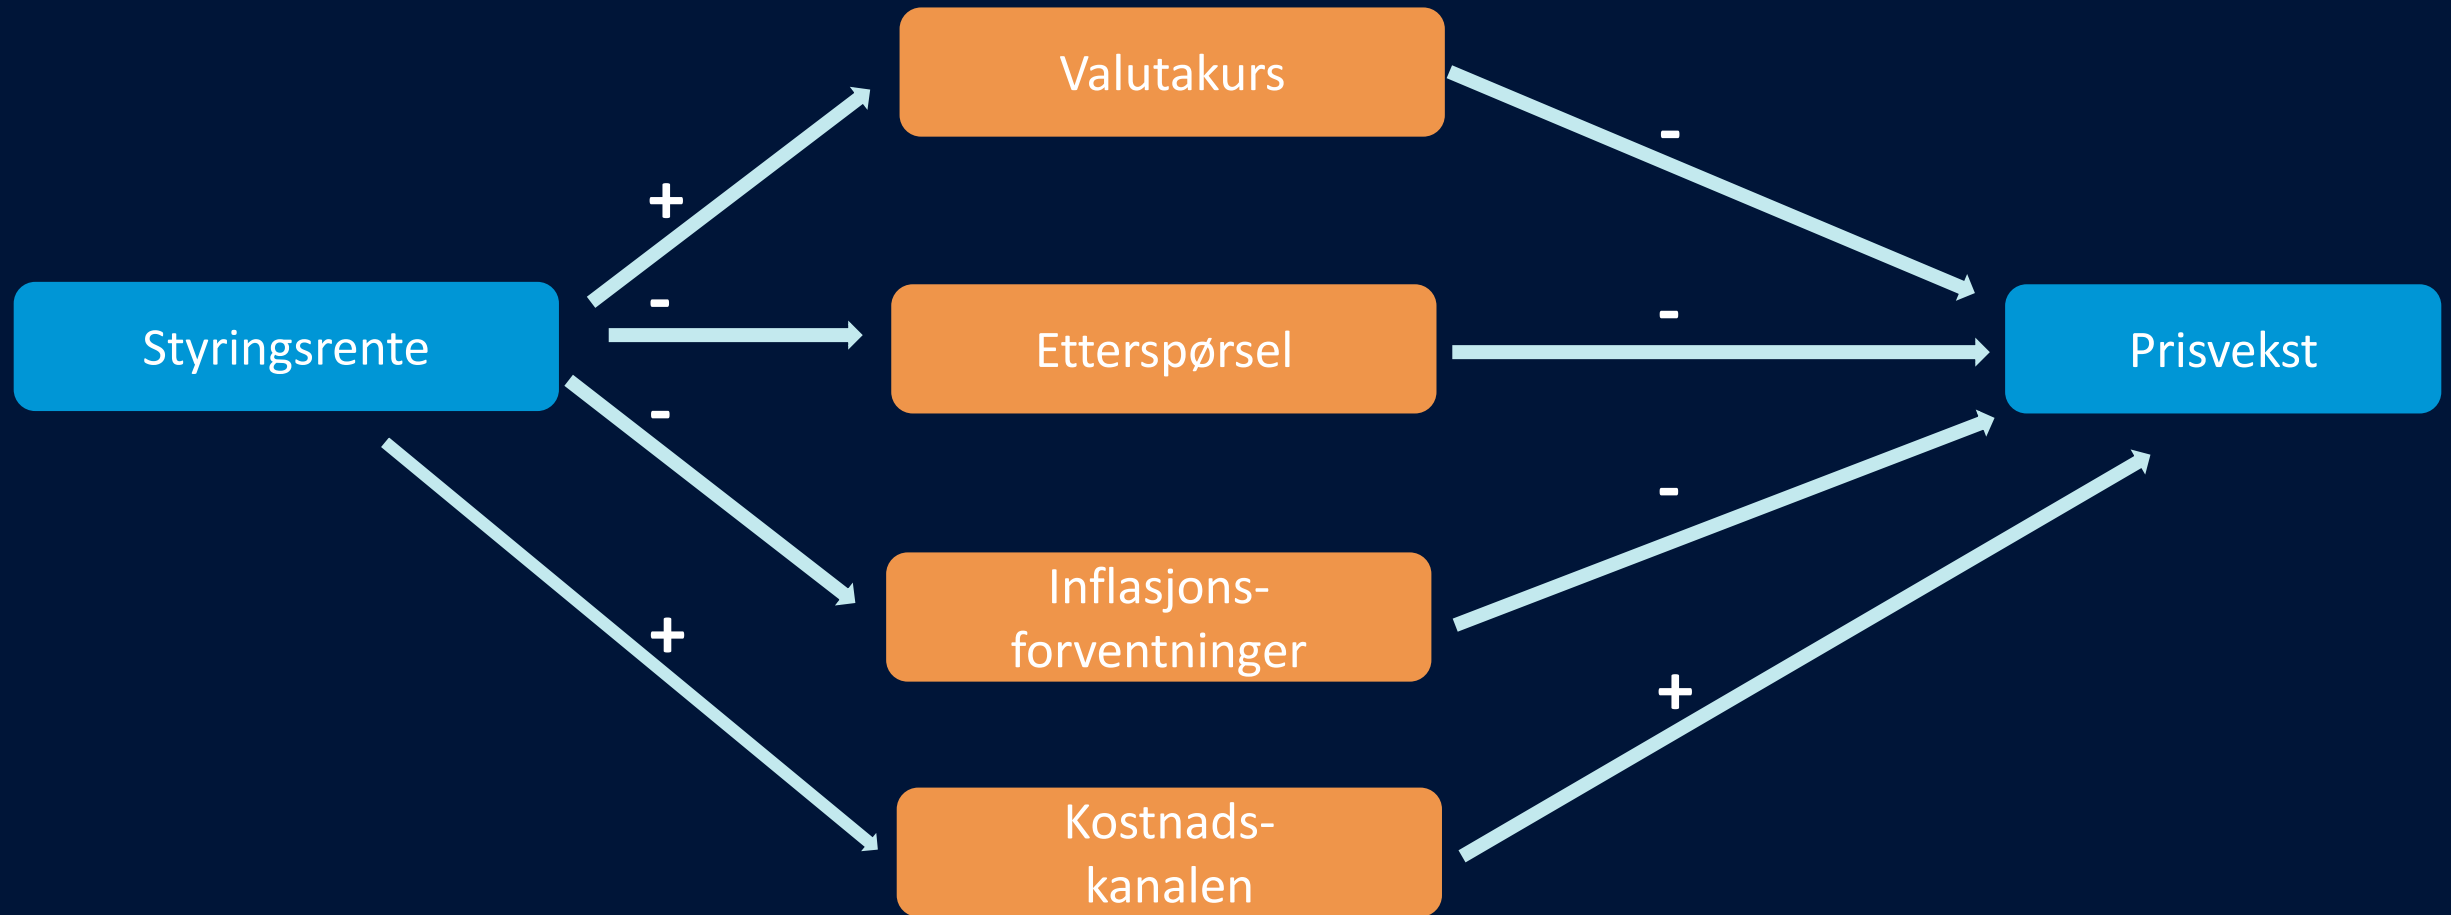 Valutakurs
-
+
-
-
Styringsrente
Etterspørsel
Prisvekst
-
-
Inflasjons-
forventninger
+
+
Kostnads-
kanalen